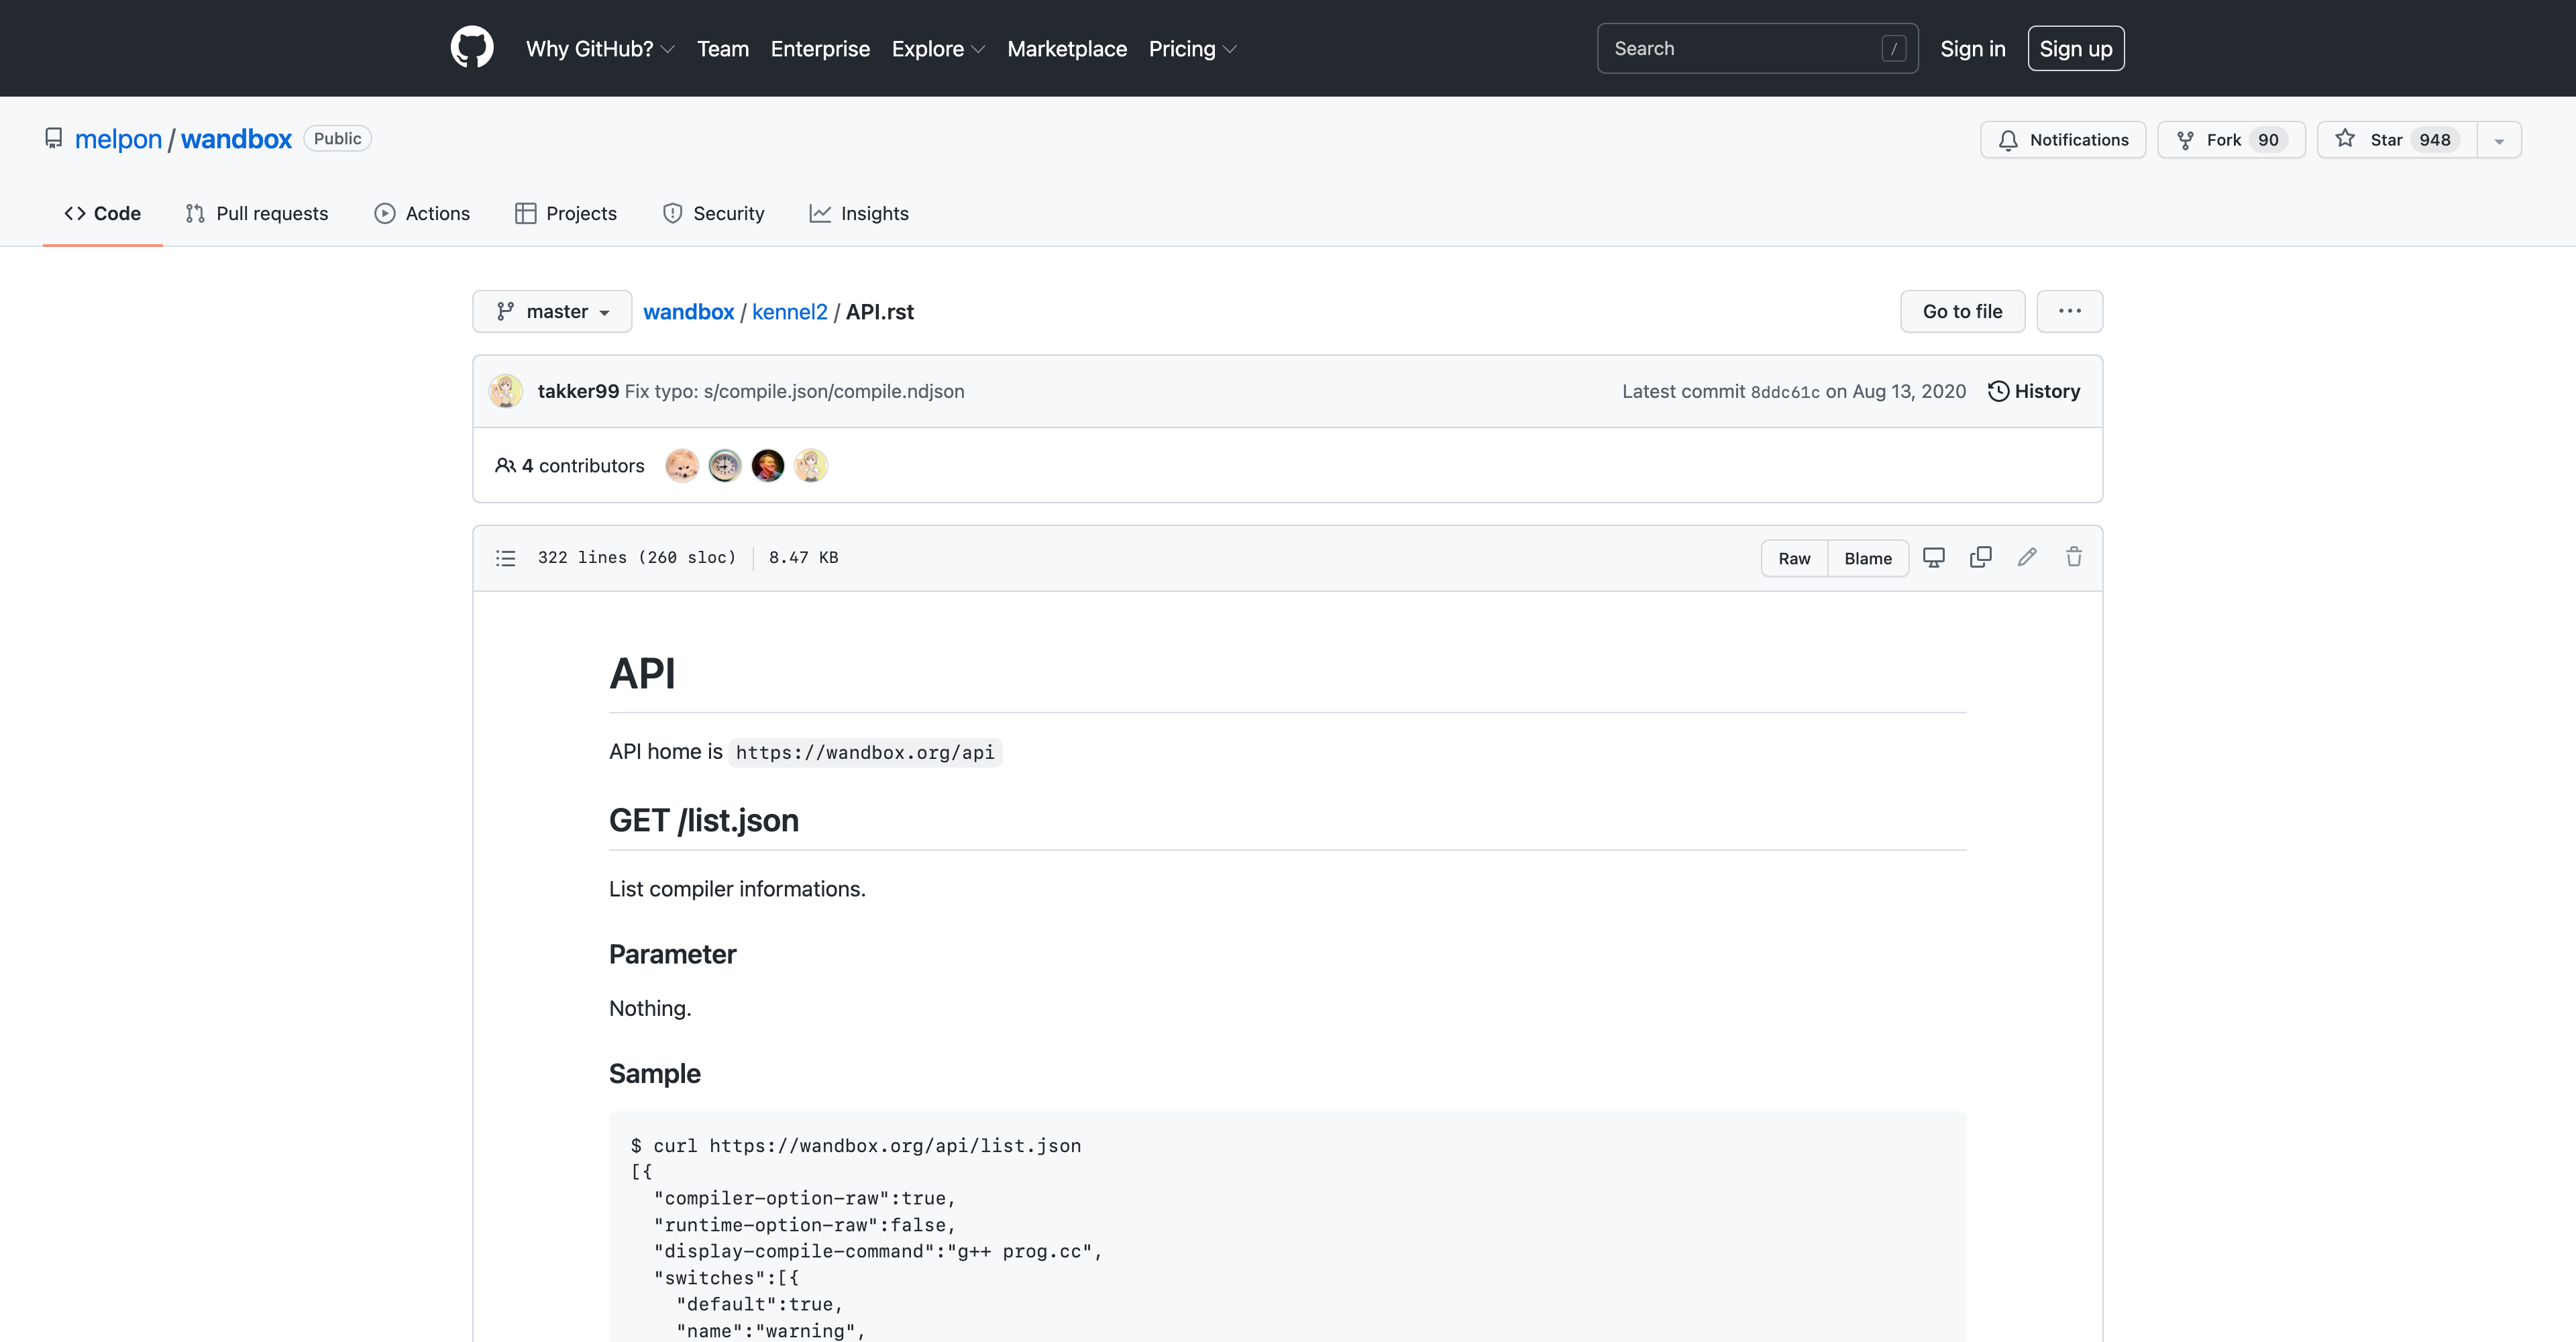 Why GitHub? Team Enterprise Explore Marketplace Pricing Search / Sign in Sign up
melpon / wandbox Public Notifications Fork 90 Star 948
Code Pull requests Actions Projects Security Insights
master wandbox / kennel2 / API.rst Go to file ...
takker99 Fix typo: s/compile.json/compile.ndjson Latest commit 8ddc61c on Aug 13, 2020 History
4 contributors
322 lines (260 sloc) 8.47 KB Raw Blame
API
API home is https://wandbox.org/api
GET /list.json
List compiler informations.
Parameter
Nothing.
Sample
$ curl https://wandbox.org/api/list.json
[{
"compiler-option-raw":true,
"runtime-option-raw":false,
"display-compile-command":"g++ prog.cc",
"switches":[{
"default":true,
"name":"warning",